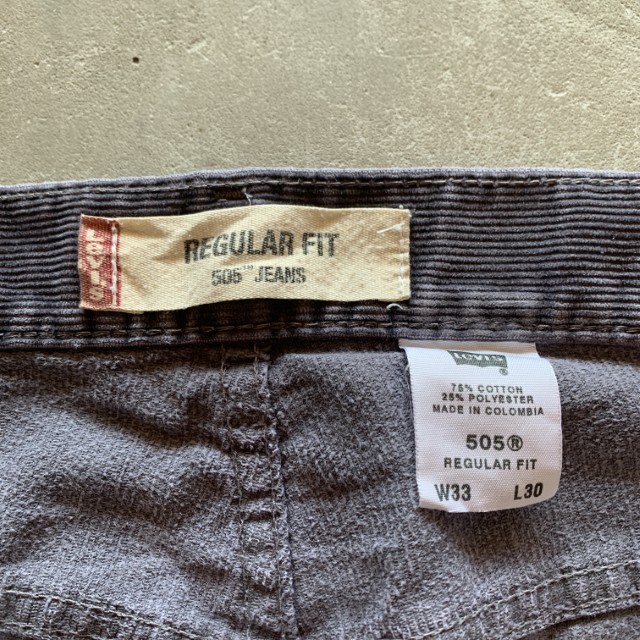 LEVI'S
REGULAR FIT
505™ JEANS
LEVI'S
75% COTTON
25% POLYESTER
MADE IN COLOMBIA
505®
REGULAR FIT
W33 L30